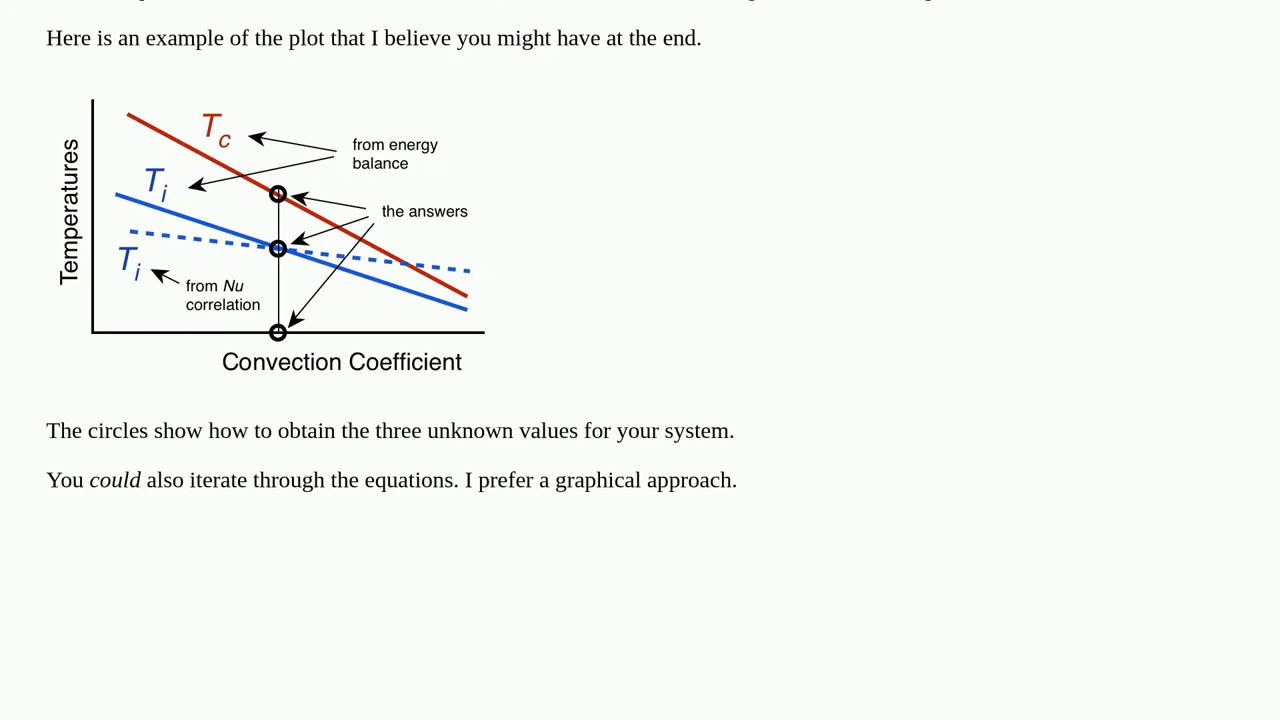 Here is an example of the plot that I believe you might have at the end.
Tc
from energy
balance
Ti
the answers
Ti
from Nu
correlation
Temperatures
Convection Coefficient
The circles show how to obtain the three unknown values for your system.
You could also iterate through the equations. I prefer a graphical approach.